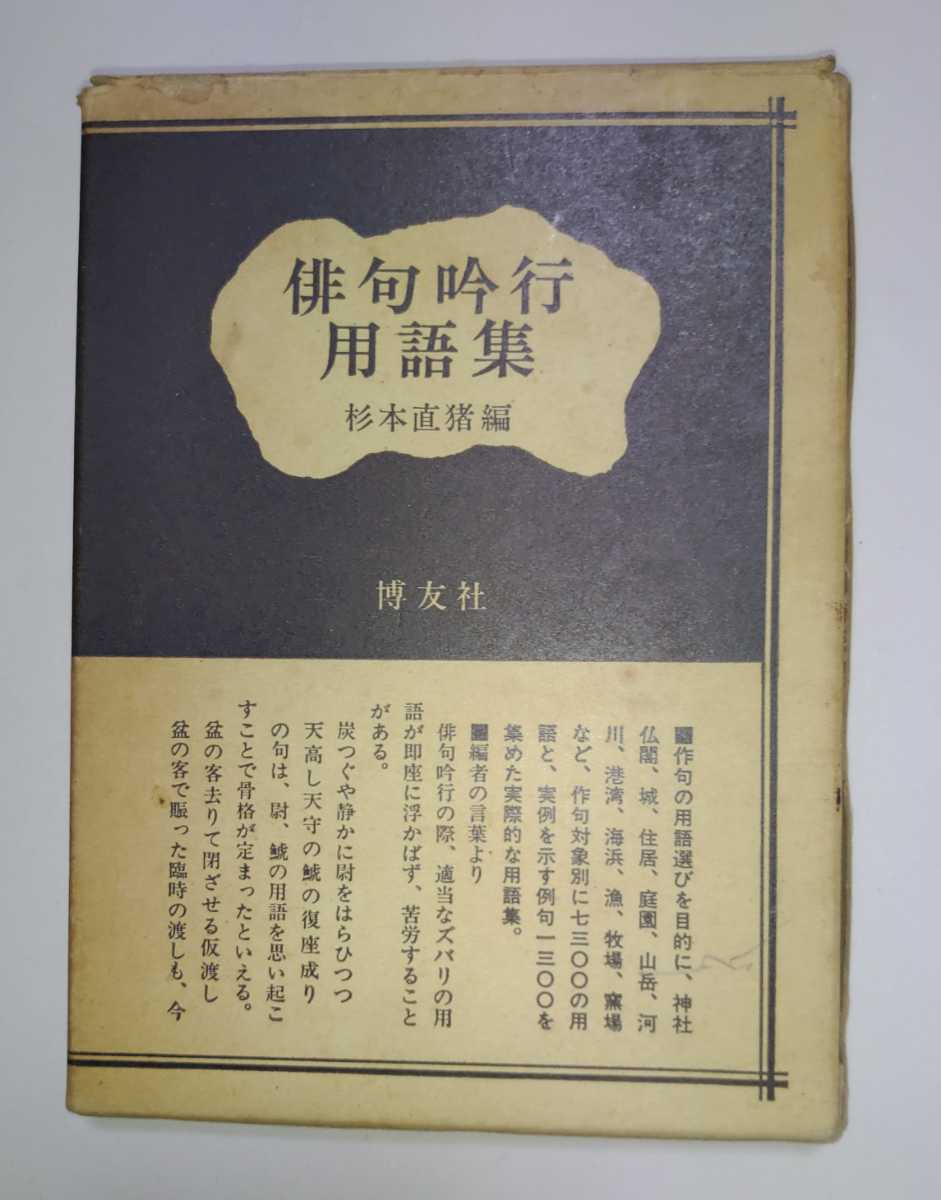 俳句吟行
用語集
杉本直猪編
博友社
作句の用語選びを目的に、神社
仏閣、城、住居、庭園、山岳、河
川、港湾、海浜、漁、牧場、窯場
など、作句対象別に七三〇〇の用
語と、実例を示す例句一三〇〇を
集めた実際的な用語集。
編者の言葉より
俳句吟行の際、適当なズバリの用
語が即座に浮かばず、苦労すること
がある。
炭つぐや静かに尉をはらひつつ
天高し天守の鯱の復座成り
の句は、尉、鯱の用語を思い起こ
すことで骨格が定まったといえる。
盆の客去りて閉ざせる仮渡し
盆の客で賑った臨時の渡しも、今